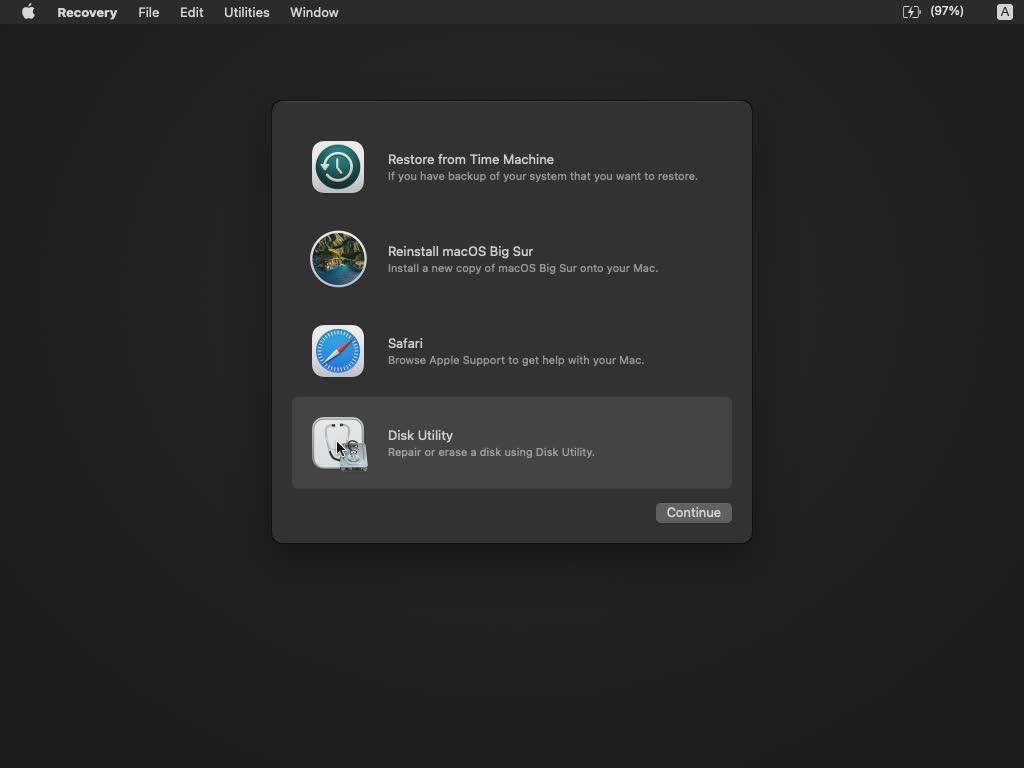 Recovery File Edit Utilities Window (97%) A
Restore from Time Machine
If you have backup of your system that you want to restore.
Reinstall macOS Big Sur
Install a new copy of macOS Big Sur onto your Mac.
Safari
Browse Apple Support to get help with your Mac.
Disk Utility
Repair or erase a disk using Disk Utility.
Continue